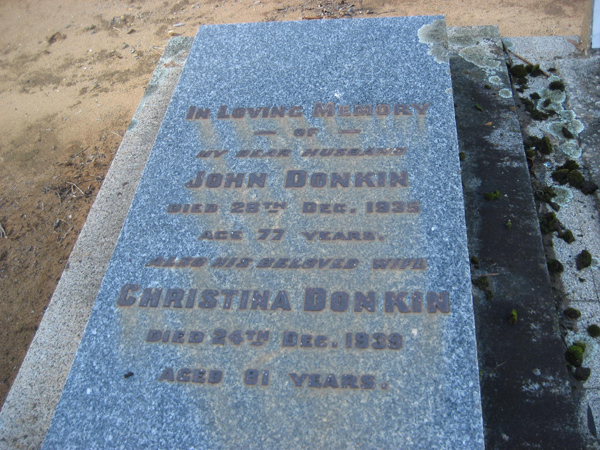 IN LOVING MEMORY
— OF —
MY DEAR HUSBAND
JOHN DONKIN
DIED 26TH DEC. 1935
AGE 77 YEARS.
ALSO HIS BELOVED WIFE
CHRISTINA DONKIN
DIED 24TH DEC. 1939
AGED 81 YEARS.